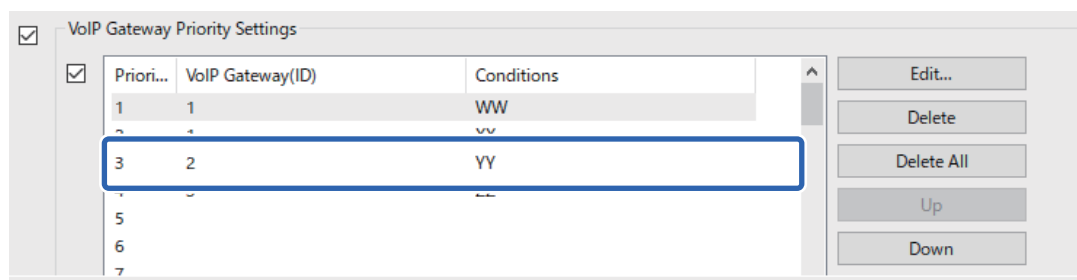 VoIP Gateway Priority Settings
Priori... VoIP Gateway(ID) Conditions
1 1 WW
3 2 YY
5
6
7
Edit...
Delete
Delete All
Up
Down